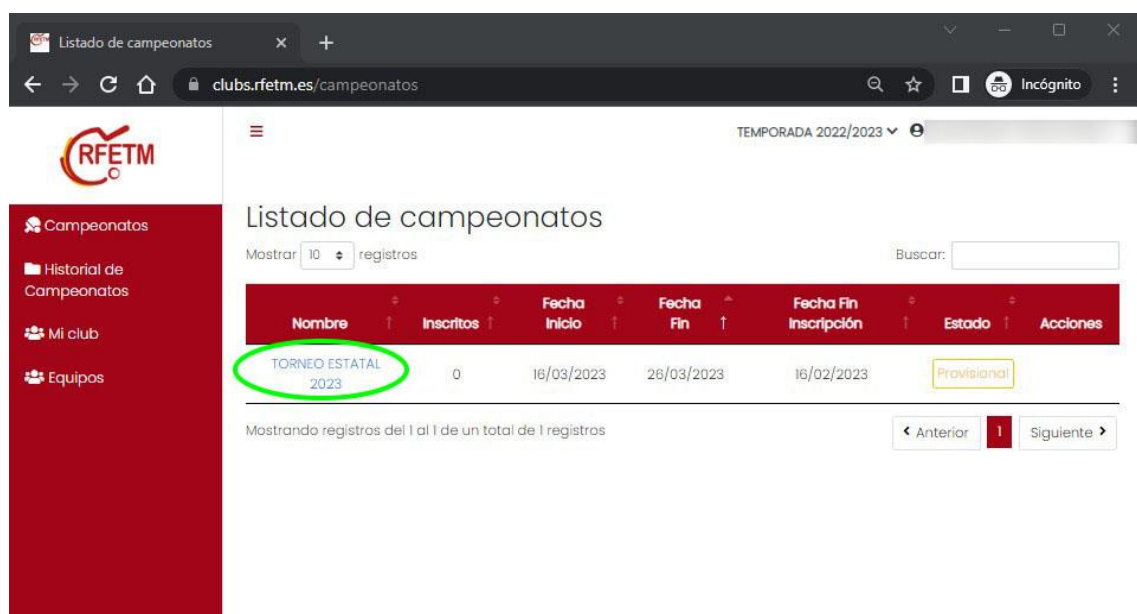 Listado de campeonatos
clubs.rfetm.es/campeonatos
Incógnito
RFETM
TEMPORADA 2022/2023
Campeonatos
Historial de
Campeonatos
Mi club
Equipos
Listado de campeonatos
Mostrar 10 registros
Buscar:
Nombre Inscritos Fecha Inicio Fecha Fin Fecha Fin Inscripción Estado Acciones
TORNEO ESTATAL
2023
0 16/03/2023 26/03/2023 16/02/2023 Provisional
Mostrando registros del 1 al 1 de un total de 1 registros
Anterior 1 Siguiente